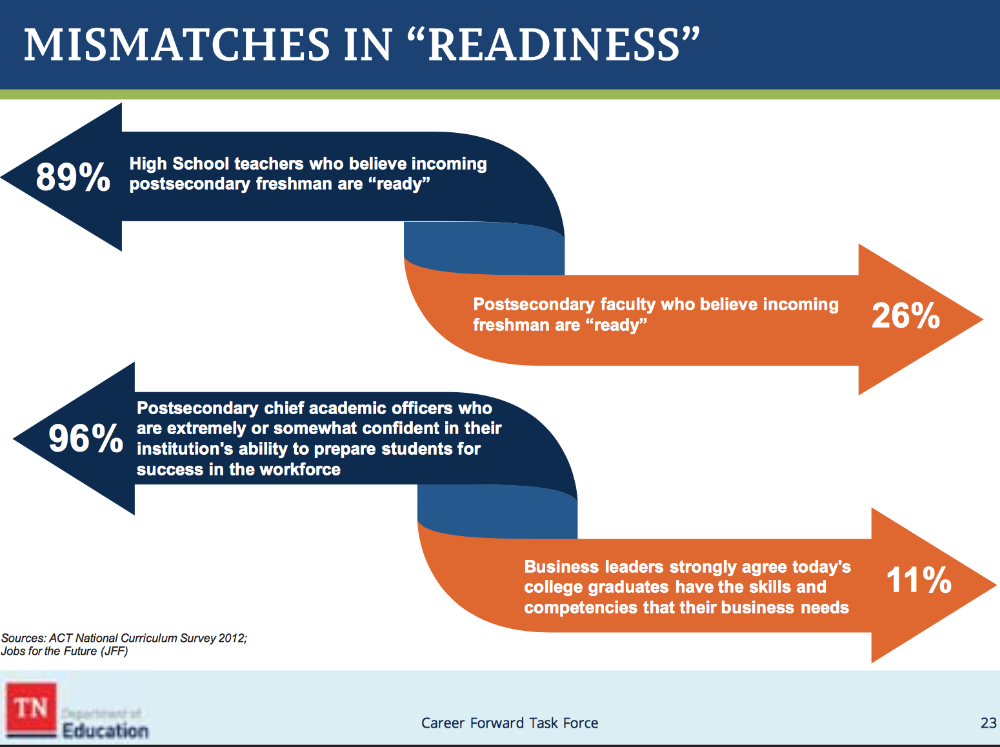 MISMATCHES IN “READINESS”
89%
High School teachers who believe incoming
postsecondary freshman are “ready”
Postsecondary faculty who believe incoming
freshman are “ready”
26%
96%
Postsecondary chief academic officers who
are extremely or somewhat confident in their
institution's ability to prepare students for
success in the workforce
Business leaders strongly agree today's
college graduates have the skills and
competencies that their business needs
11%
Sources: ACT National Curriculum Survey 2012;
Jobs for the Future (JFF)
TN
Department of
Education
Career Forward Task Force
23